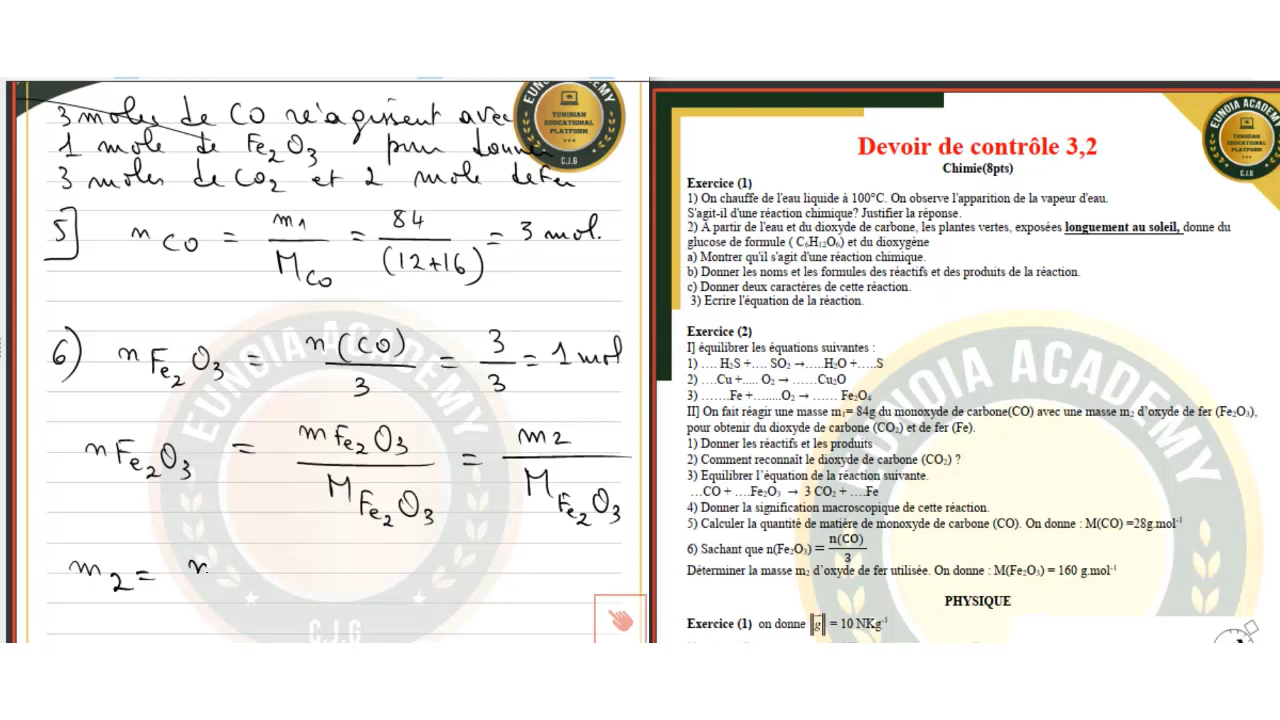 3 moles de CO réagissent avec
1 mole de Fe2O3 pour donner
3 moles de CO2 et 2 mole de Fer
5] nCO = m1 / MCO = 84 / (12+16) = 3 mol.
6) nFe2O3 = n(CO) / 3 = 3 / 3 = 1 mol
nFe2O3 = mFe2O3 / MFe2O3 = m2 / MFe2O3
m2 = n
EUNOIA ACADEMY
TUNISIAN
EDUCATIONAL
PLATFORM
C.J.G
EUNOIA ACADEMY
C.J.G
Devoir de contrôle 3,2
Chimie(8pts)
Exercice (1)
1) On chauffe de l'eau liquide à 100°C. On observe l'apparition de la vapeur d'eau.
S'agit-il d'une réaction chimique? Justifier la réponse.
2) À partir de l'eau et du dioxyde de carbone, les plantes vertes, exposées longuement au soleil, donne du
glucose de formule ( C6H12O6) et du dioxygène
a) Montrer qu'il s'agit d'une réaction chimique.
b) Donner les noms et les formules des réactifs et des produits de la réaction.
c) Donner deux caractères de cette réaction.
3) Ecrire l'équation de la réaction.
Exercice (2)
I] équilibrer les équations suivantes :
1) …. H2S +…. SO2 →…..H2O +…..S
2) ….Cu +..... O2 → ……Cu2O
3) …….Fe +........O2 → …… Fe2O4
II] On fait réagir une masse m1= 84g du monoxyde de carbone(CO) avec une masse m2 d'oxyde de fer (Fe2O3),
pour obtenir du dioxyde de carbone (CO2) et de fer (Fe).
1) Donner les réactifs et les produits
2) Comment reconnaît le dioxyde de carbone (CO2) ?
3) Equilibrer l'équation de la réaction suivante.
…CO + ….Fe2O3 → 3 CO2 + ….Fe
4) Donner la signification macroscopique de cette réaction.
5) Calculer la quantité de matière de monoxyde de carbone (CO). On donne : M(CO) =28g.mol-1
6) Sachant que n(Fe2O3) = n(CO) / 3
Déterminer la masse m2 d'oxyde de fer utilisée. On donne : M(Fe2O3) = 160 g.mol-1
PHYSIQUE
Exercice (1) on donne ||g|| = 10 NKg-1
EUNOIA ACADEMY
TUNISIAN
EDUCATIONAL
PLATFORM
C.J.G
EUNOIA ACADEMY